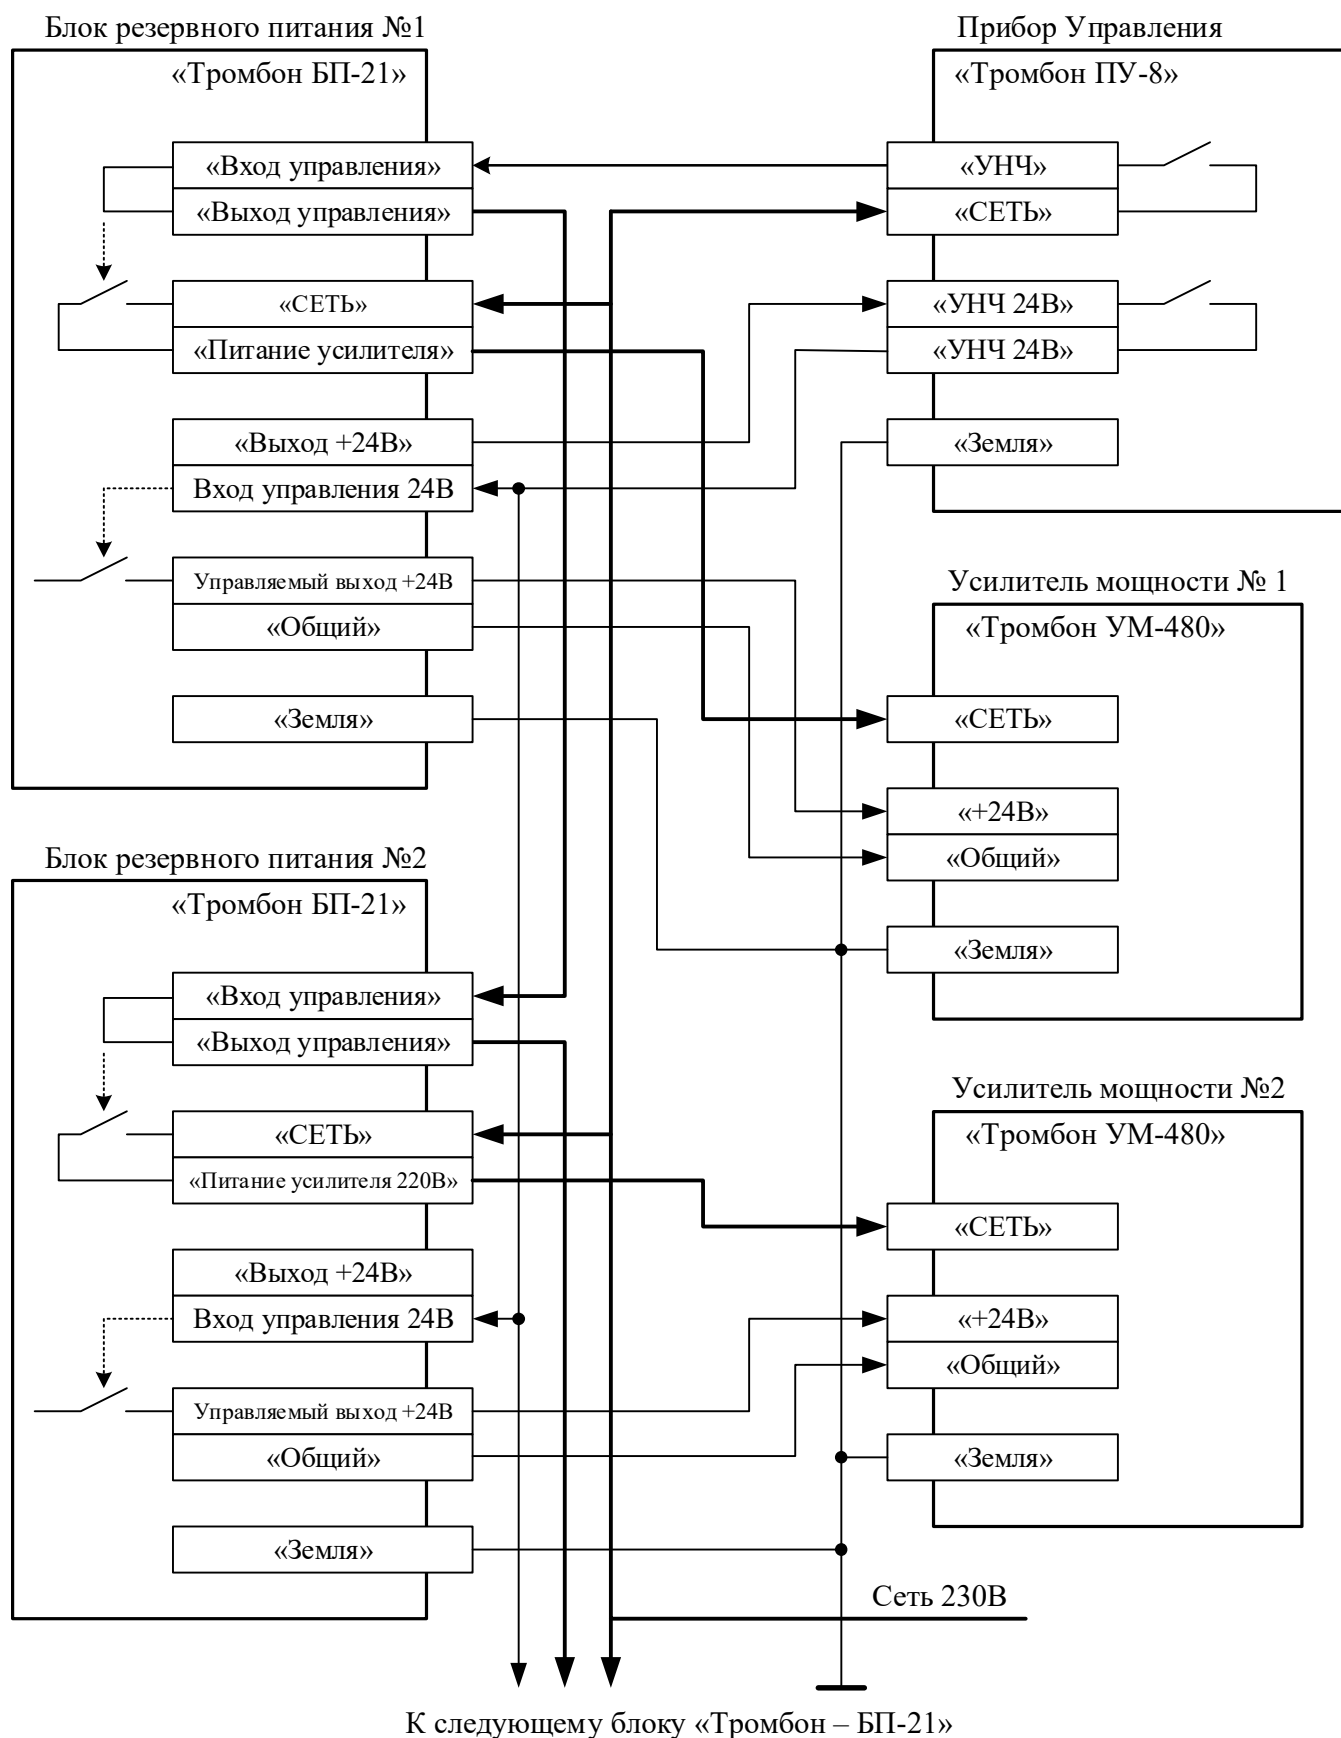 Блок резервного питания №1
«Тромбон БП-21»
«Вход управления»
«Выход управления»
«СЕТЬ»
«Питание усилителя»
«Выход +24В»
Вход управления 24В
Управляемый выход +24В
«Общий»
«Земля»
Прибор Управления
«Тромбон ПУ-8»
«УНЧ»
«СЕТЬ»
«УНЧ 24В»
«УНЧ 24В»
«Земля»
Усилитель мощности № 1
«Тромбон УМ-480»
«СЕТЬ»
«+24В»
«Общий»
«Земля»
Блок резервного питания №2
«Тромбон БП-21»
«Вход управления»
«Выход управления»
«СЕТЬ»
«Питание усилителя 220В»
«Выход +24В»
Вход управления 24В
Управляемый выход +24В
«Общий»
«Земля»
Усилитель мощности №2
«Тромбон УМ-480»
«СЕТЬ»
«+24В»
«Общий»
«Земля»
Сеть 230В
К следующему блоку «Тромбон – БП-21»